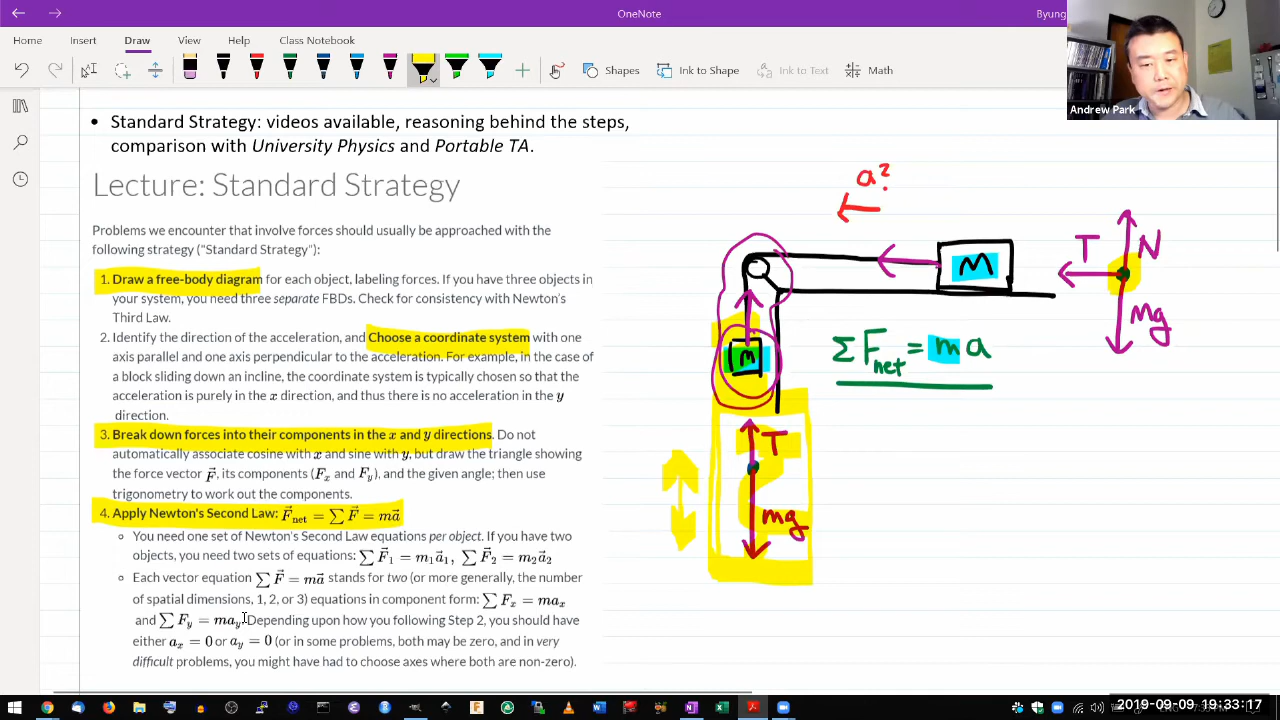 OneNote
Byung
Home Insert Draw View Help Class Notebook
Shapes Ink to Shape Ink to Text Math
Andrew Park
• Standard Strategy: videos available, reasoning behind the steps,
comparison with University Physics and Portable TA.
Lecture: Standard Strategy
Problems we encounter that involve forces should usually be approached with the
following strategy ("Standard Strategy"):
1. Draw a free-body diagram for each object, labeling forces. If you have three objects in
your system, you need three separate FBDs. Check for consistency with Newton's
Third Law.
2. Identify the direction of the acceleration, and Choose a coordinate system with one
axis parallel and one axis perpendicular to the acceleration. For example, in the case of
a block sliding down an incline, the coordinate system is typically chosen so that the
acceleration is purely in the x direction, and thus there is no acceleration in the y
direction.
3. Break down forces into their components in the x and y directions. Do not
automatically associate cosine with x and sine with y, but draw the triangle showing
the force vector F⃗, its components (Fₓ and F_y), and the given angle; then use
trigonometry to work out the components.
4. Apply Newton's Second Law: F⃗_net = ∑ F⃗ = ma⃗
◦ You need one set of Newton's Second Law equations per object. If you have two
objects, you need two sets of equations: ∑ F⃗₁ = m₁a⃗₁, ∑ F⃗₂ = m₂a⃗₂
◦ Each vector equation ∑ F⃗ = ma⃗ stands for two (or more generally, the number
of spatial dimensions, 1, 2, or 3) equations in component form: ∑ Fₓ = maₓ
and ∑ F_y = ma_y. Depending upon how you following Step 2, you should have
either aₓ = 0 or a_y = 0 (or in some problems, both may be zero, and in very
difficult problems, you might have had to choose axes where both are non-zero).
a?
M
T
N
Mg
m
ΣF_net = ma
T
mg
2019-09-09 19:33:17